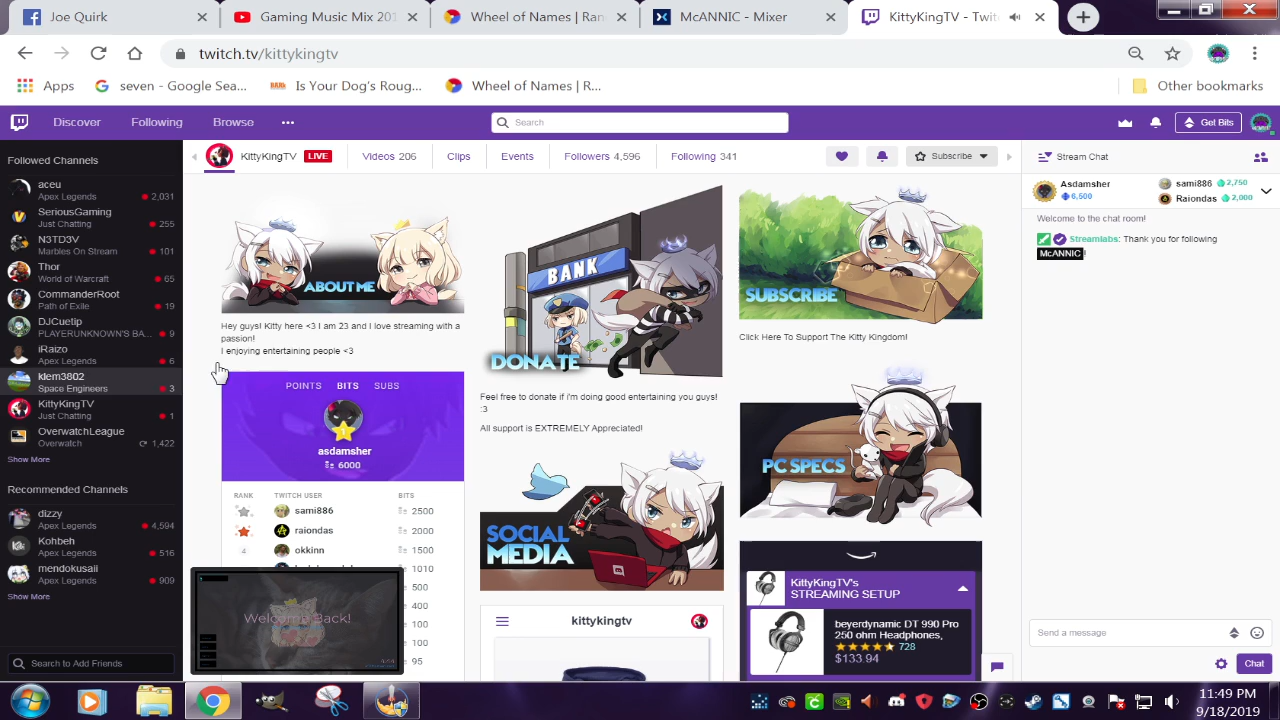 Joe Quirk
Gaming Music Mix 201
Wheel of Names | Ran
McANNIC - Mixer
KittyKingTV - Twit
twitch.tv/kittykingtv
Apps
seven - Google Sea...
Is Your Dog's Roug...
Wheel of Names | R...
Other bookmarks
Discover
Following
Browse
Search
Get Bits
Followed Channels
aceu
Apex Legends
2,031
SeriousGaming
Just Chatting
255
N3TD3V
Marbles On Stream
101
Thor
World of Warcraft
65
CommanderRoot
Path of Exile
19
DJCuetip
PLAYERUNKNOWN'S BA...
9
iRaizo
Apex Legends
6
klem3802
Space Engineers
3
KittyKingTV
Just Chatting
1
OverwatchLeague
Overwatch
1,422
Show More
Recommended Channels
dizzy
Apex Legends
4,594
Kohbeh
Apex Legends
516
mendokusaii
Apex Legends
909
Show More
Search to Add Friends
KittyKingTV
LIVE
Videos 206
Clips
Events
Followers 4,596
Following 341
Subscribe
ABOUT ME
Hey guys! Kitty here <3 I am 23 and I love streaming with a
passion!
I enjoying entertaining people <3
POINTS BITS SUBS
1
asdamsher
6000
RANK TWITCH USER BITS
sami886 2500
raiondas 2000
4 okkinn 1500
1010
500
400
100
100
95
Welcome Back!
BANK
DONATE
Feel free to donate if i'm doing good entertaining you guys!
:3
All support is EXTREMELY Appreciated!
SOCIAL
MEDIA
kittykingtv
SUBSCRIBE
Click Here To Support The Kitty Kingdom!
PC SPECS
KittyKingTV's
STREAMING SETUP
beyerdynamic DT 990 Pro
250 ohm Headphones,
728
$133.94
Stream Chat
Asdamsher
6,500
sami886 2,750
Raiondas 2,000
Welcome to the chat room!
Streamlabs: Thank you for following
McANNIC!
Send a message
Chat
11:49 PM
9/18/2019